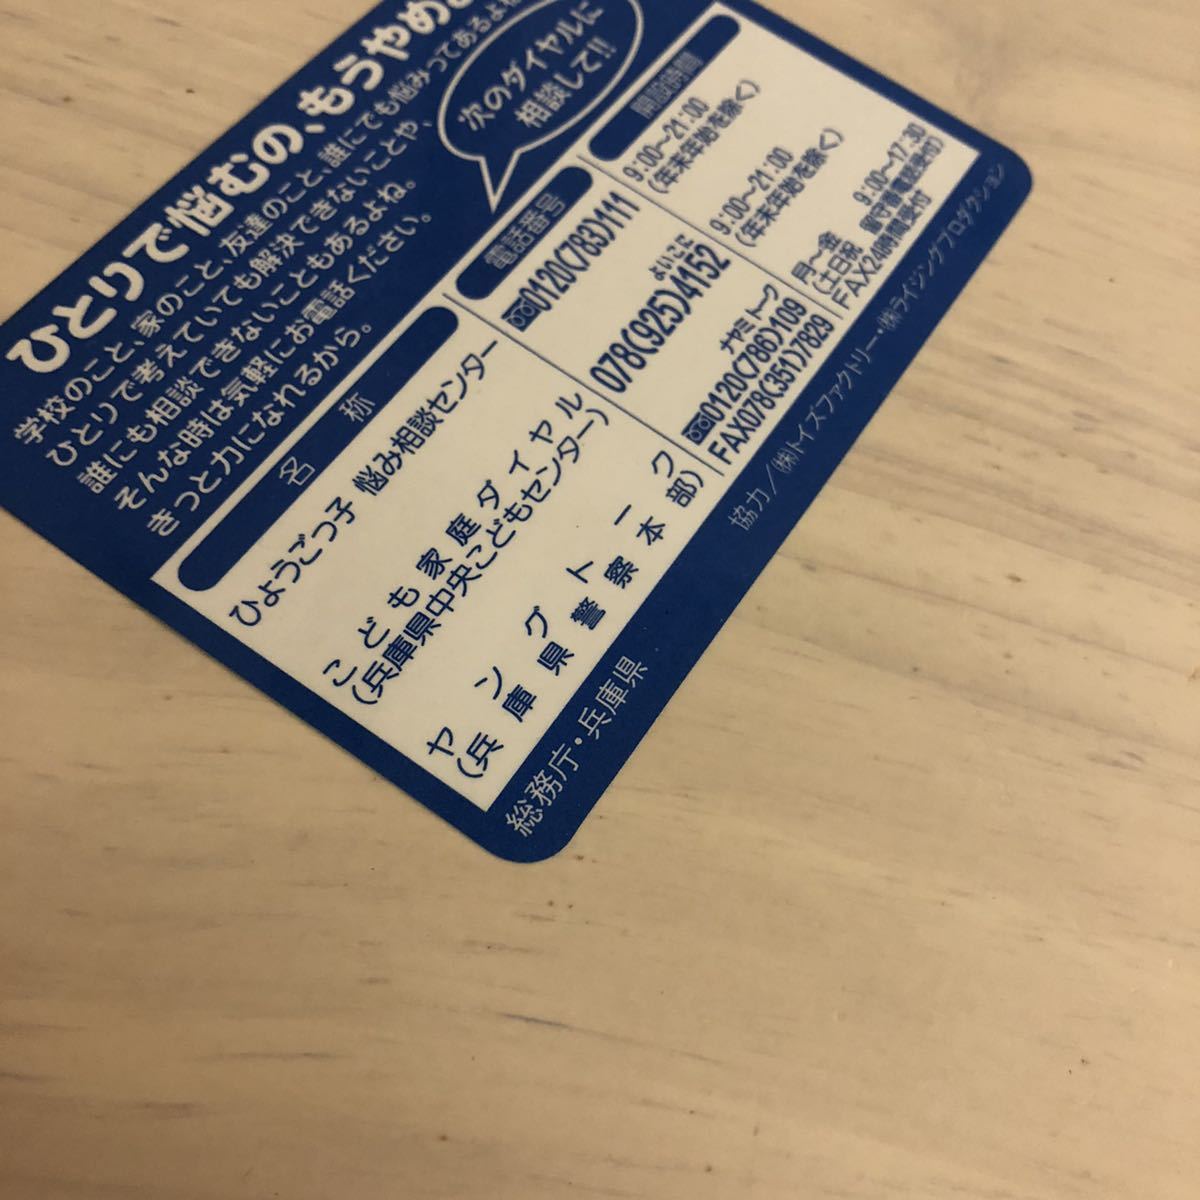 ひとりで悩むの、もうやめ
学校のこと、家のこと、友達のこと、誰にでも悩みってあるよね
ひとりで考えていても解決できないことや、
誰にも相談できないこともあるよね。
そんな時は気軽にお電話ください。
きっと力になれるから。
次のダイヤルに
相談して!!
名称
電話番号
開設時間
ひょうごっ子 悩み相談センター
0120(783)111
9:00〜21:00
(年末年始を除く)
こども家庭ダイヤル
(兵庫県中央こどもセンター)
よいこに
078(925)4152
9:00〜21:00
(年末年始を除く)
ヤングトーク
(兵庫県警察本部)
ナヤミトーク
0120(786)109
FAX078(351)7829
月〜金 9:00〜17:30
(土日祝 留守番電話受付)
FAX24時間受付
総務庁・兵庫県
協力/(株)トイズファクトリー・(株)ライジングプロダクション